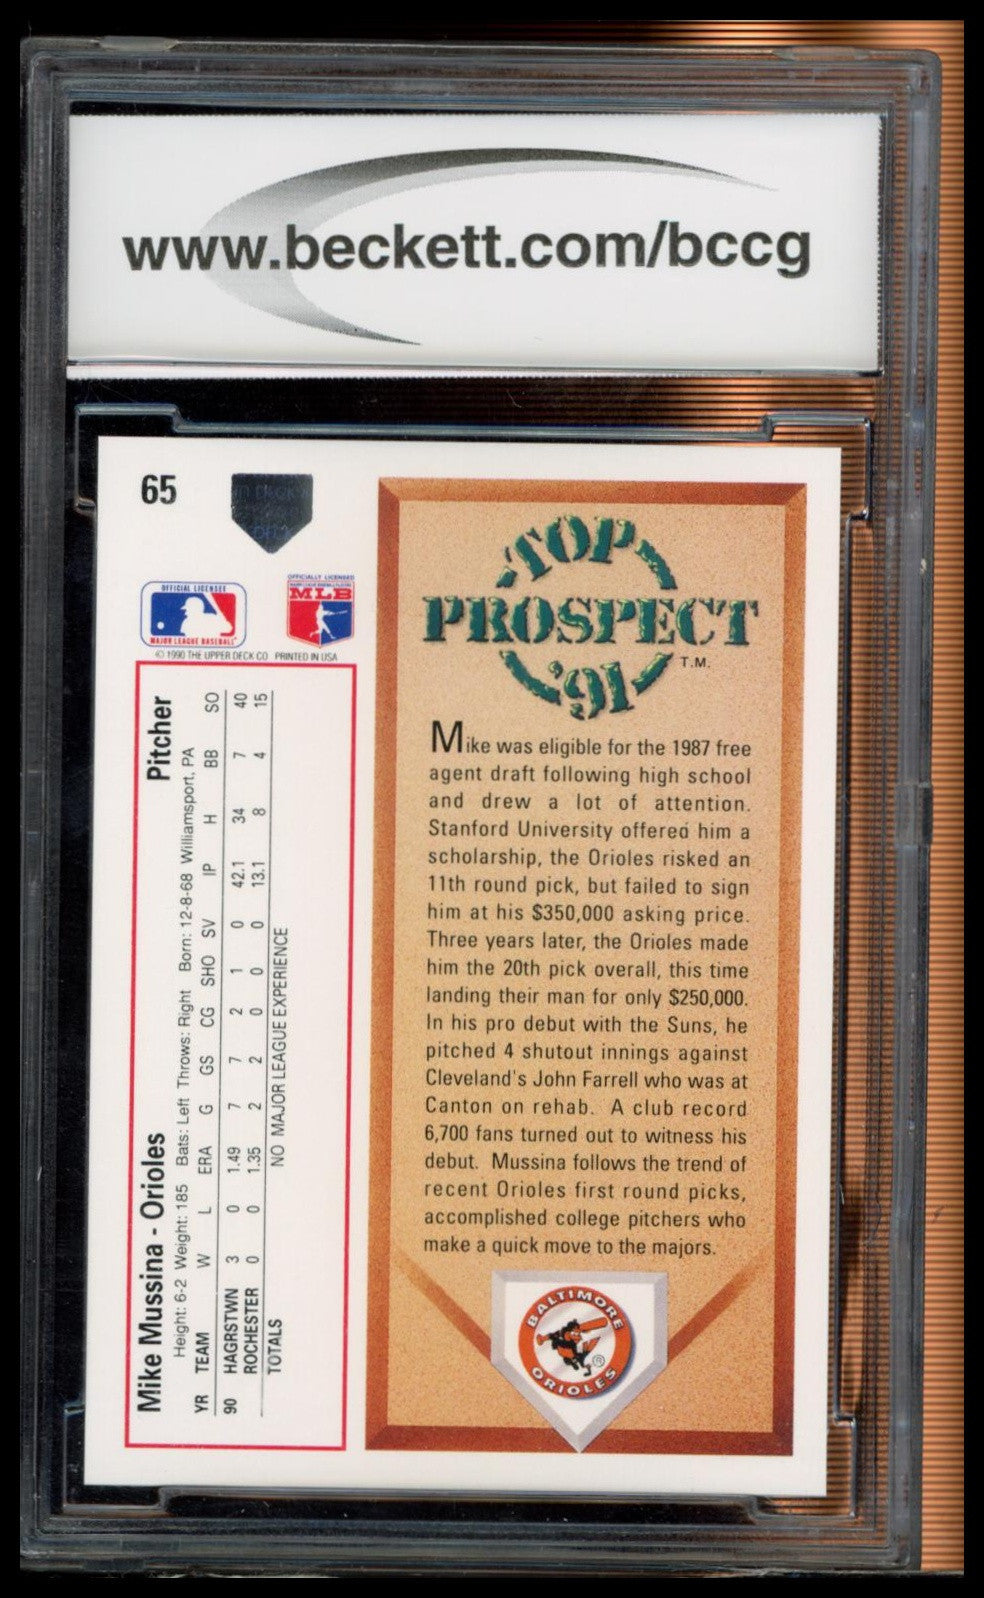 www.beckett.com/bccg
65
OFFICIAL LICENSEE
MAJOR LEAGUE BASEBALL
OFFICIALLY LICENSED
MLB
© 1990 THE UPPER DECK CO. PRINTED IN USA
Mike Mussina - Orioles Pitcher
Height: 6-2 Weight: 185 Bats: Left Throws: Right Born: 12-8-68 Williamsport, PA
YR TEAM W L ERA G GS CG SHO SV IP H BB SO
90 HAGRSTWN 3 0 1.49 7 7 2 1 0 42.1 34 7 40
ROCHESTER 0 0 1.35 2 2 0 0 0 13.1 8 4 15
TOTALS NO MAJOR LEAGUE EXPERIENCE
TOP
PROSPECT
'91
T.M.
Mike was eligible for the 1987 free
agent draft following high school
and drew a lot of attention.
Stanford University offered him a
scholarship, the Orioles risked an
11th round pick, but failed to sign
him at his $350,000 asking price.
Three years later, the Orioles made
him the 20th pick overall, this time
landing their man for only $250,000.
In his pro debut with the Suns, he
pitched 4 shutout innings against
Cleveland's John Farrell who was at
Canton on rehab. A club record
6,700 fans turned out to witness his
debut. Mussina follows the trend of
recent Orioles first round picks,
accomplished college pitchers who
make a quick move to the majors.
BALTIMORE
ORIOLES
®